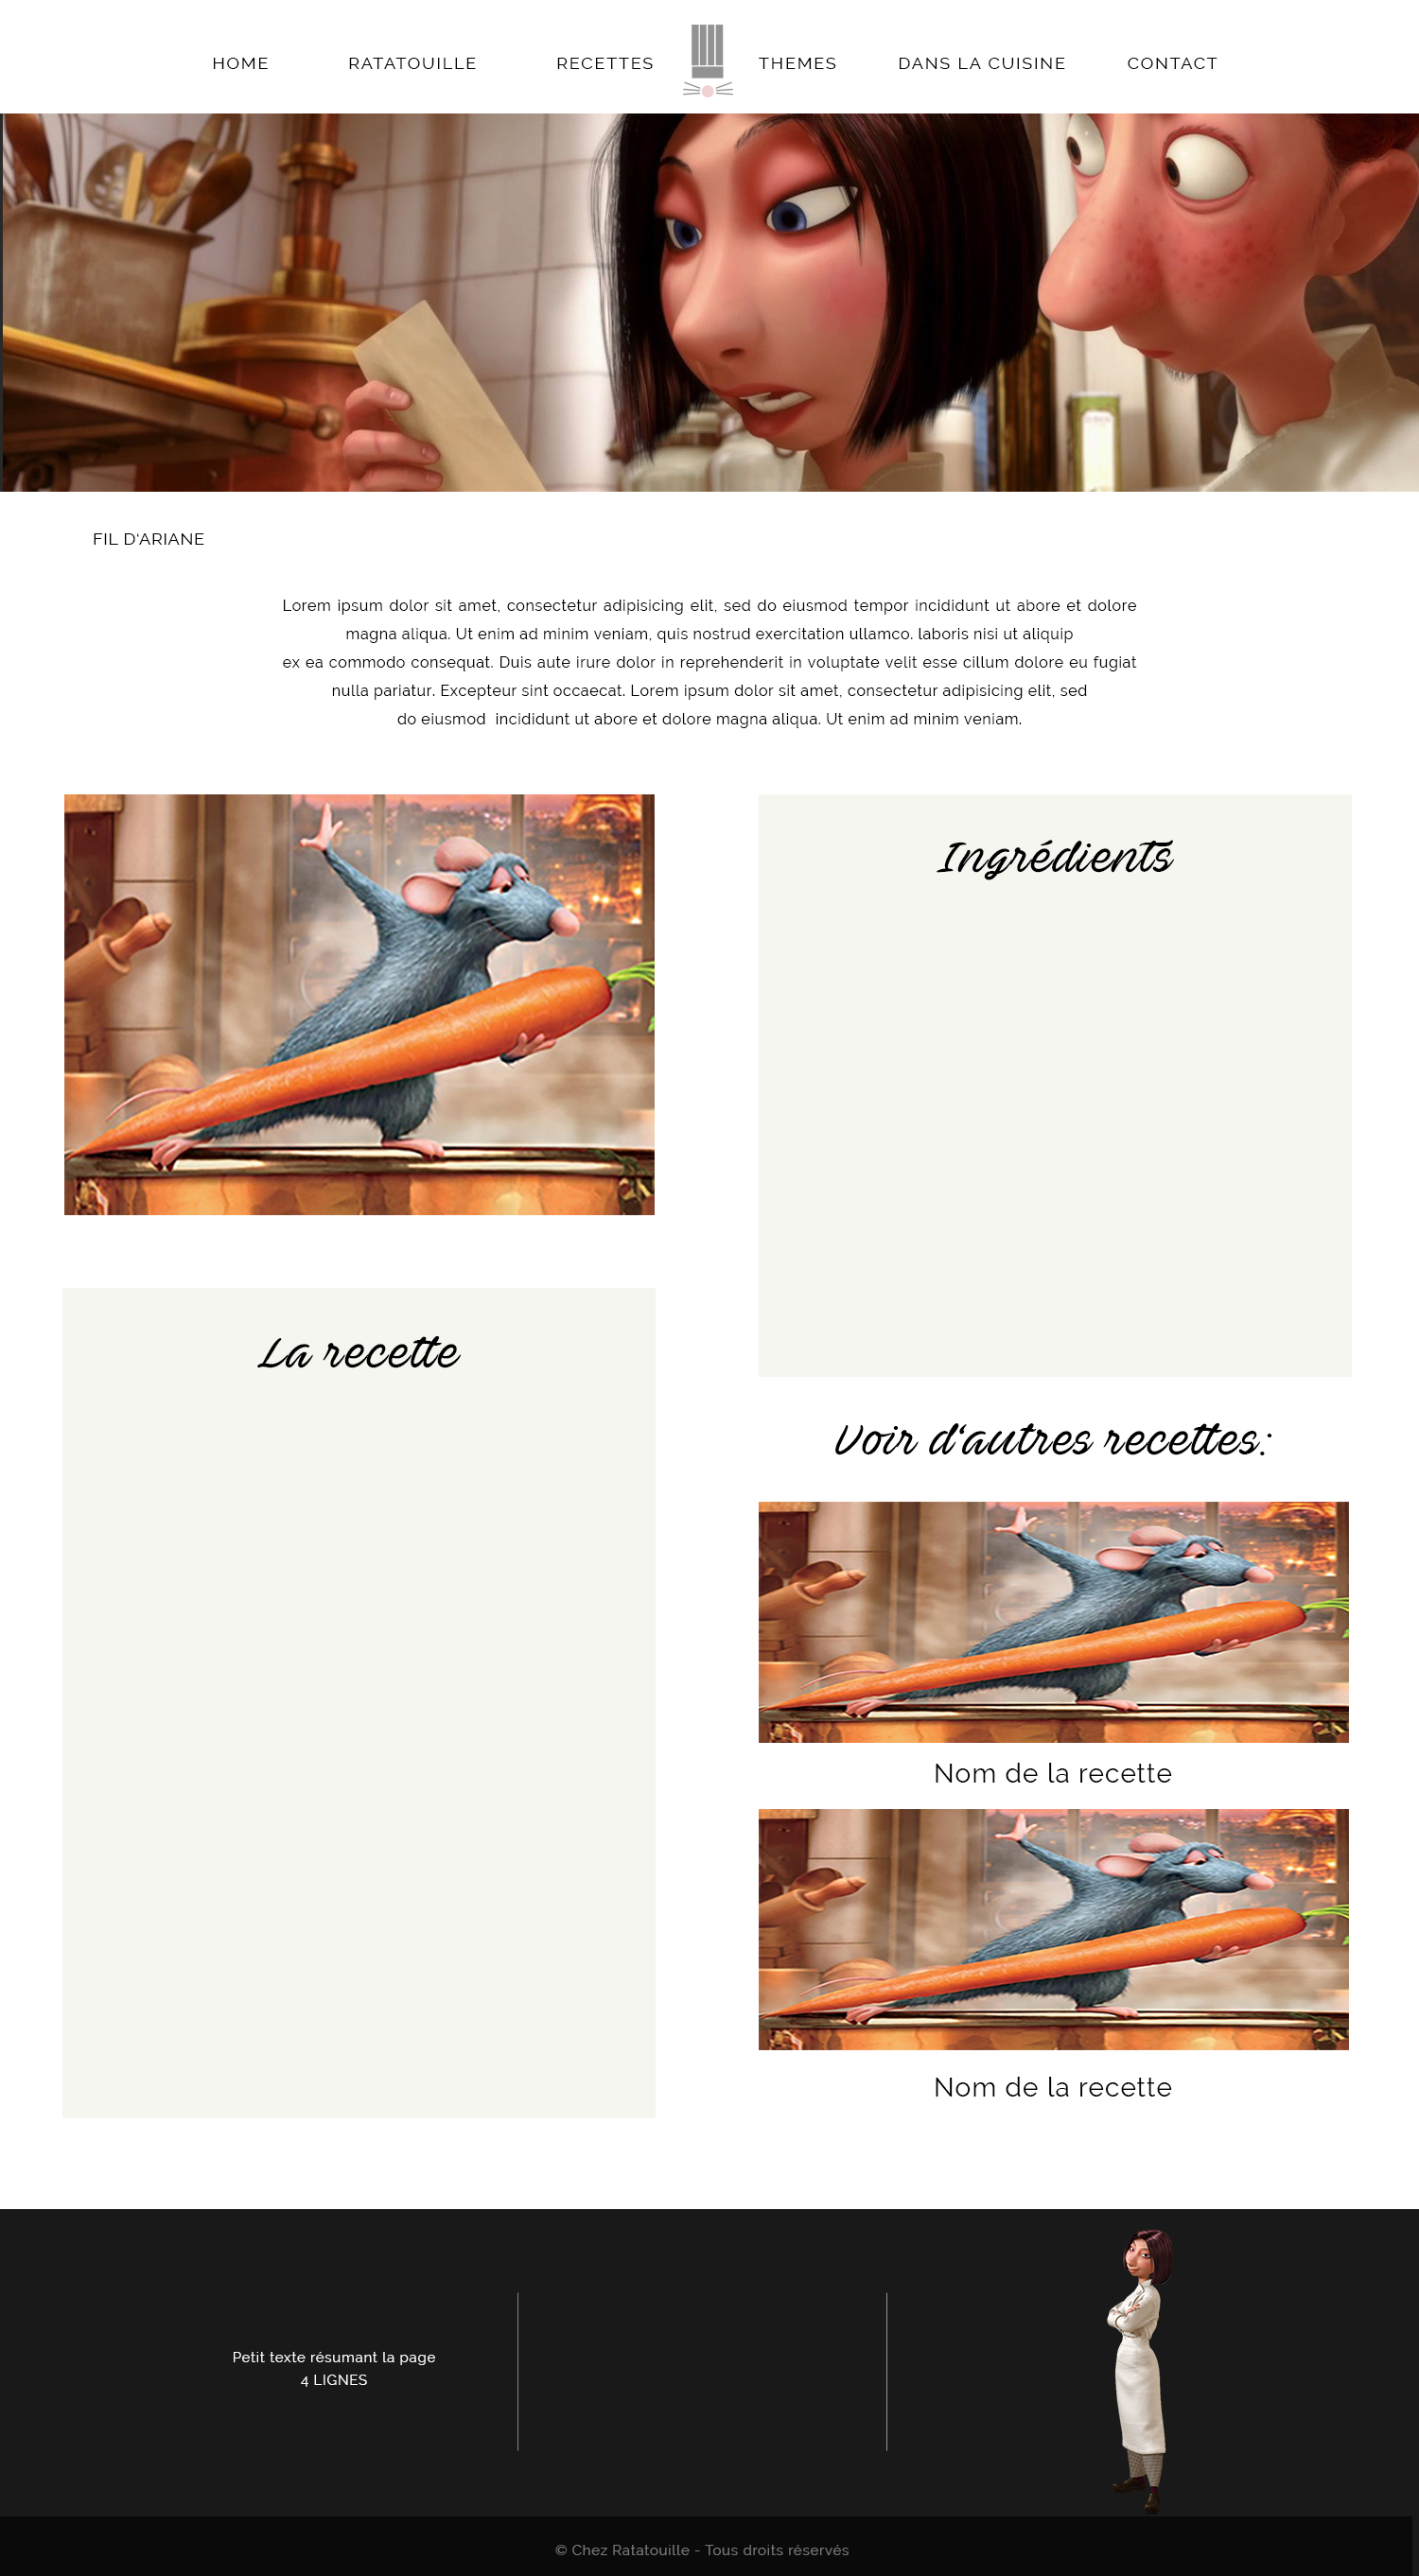 HOME RATATOUILLE RECETTES THEMES DANS LA CUISINE CONTACT
FIL D'ARIANE
Lorem ipsum dolor sit amet, consectetur adipisicing elit, sed do eiusmod tempor incididunt ut abore et dolore
magna aliqua. Ut enim ad minim veniam, quis nostrud exercitation ullamco. laboris nisi ut aliquip
ex ea commodo consequat. Duis aute irure dolor in reprehenderit in voluptate velit esse cillum dolore eu fugiat
nulla pariatur. Excepteur sint occaecat. Lorem ipsum dolor sit amet, consectetur adipisicing elit, sed
do eiusmod  incididunt ut abore et dolore magna aliqua. Ut enim ad minim veniam.
Ingrédients
La recette
Voir d'autres recettes:
Nom de la recette
Nom de la recette
Petit texte résumant la page
4 LIGNES
© Chez Ratatouille - Tous droits réservés